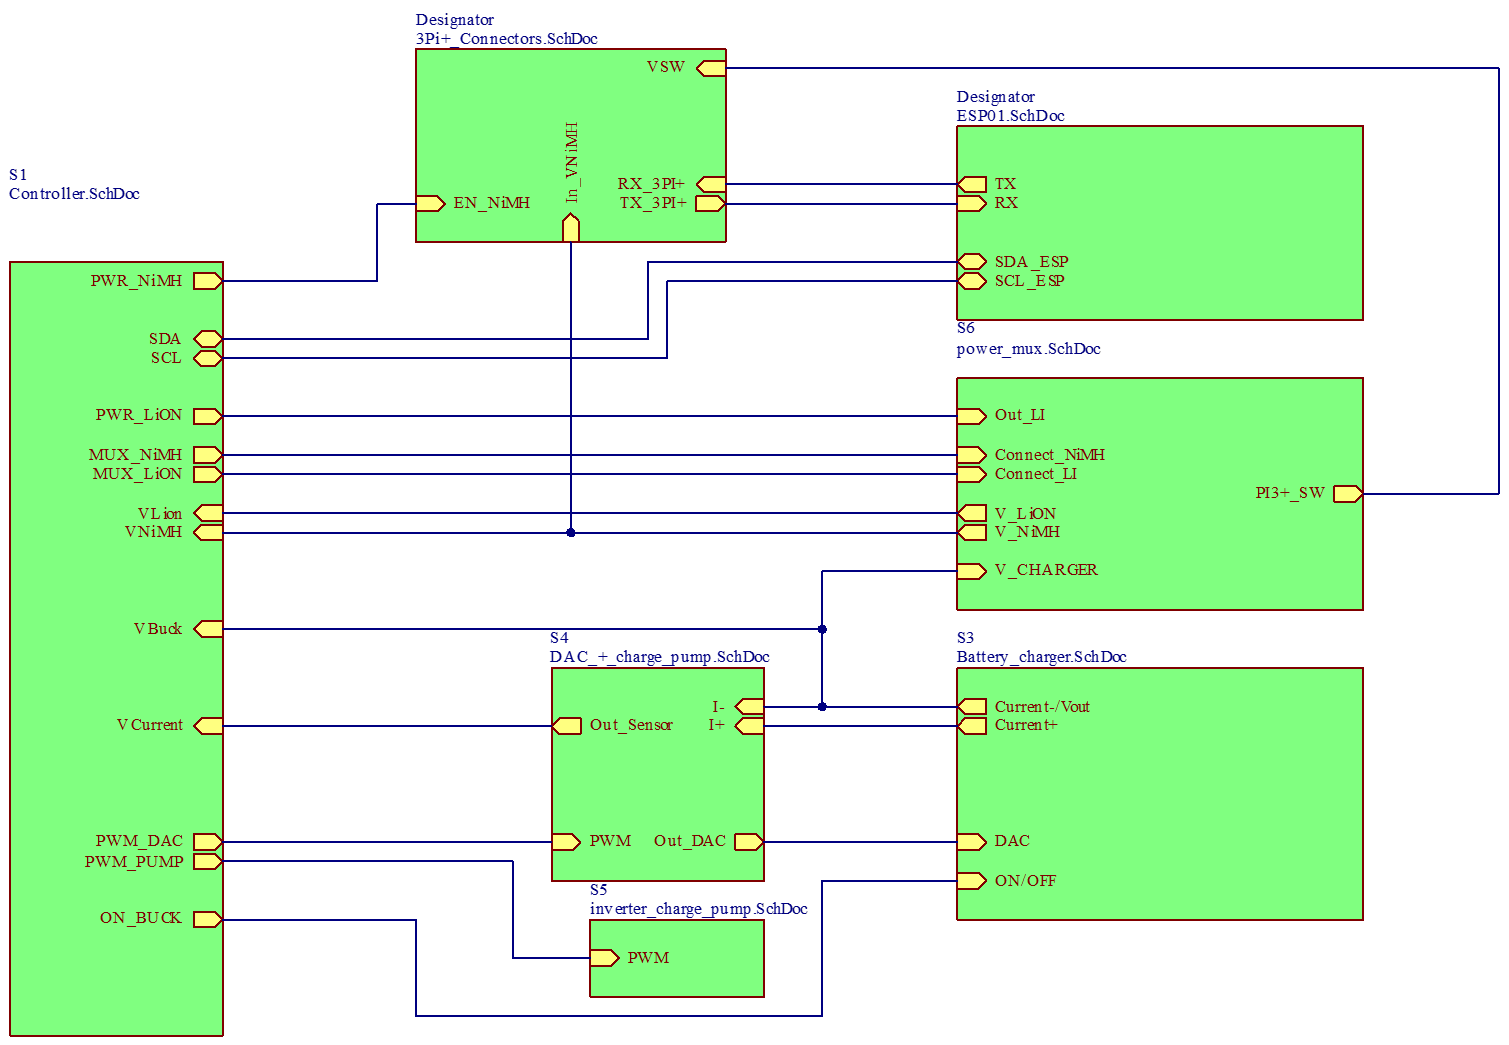 Designator
3Pi+_Connectors.SchDoc
VSW
In_VNiMH
RX_3PI+
TX_3PI+
EN_NiMH
Designator
ESP01.SchDoc
TX
RX
SDA_ESP
SCL_ESP
S1
Controller.SchDoc
PWR_NiMH
SDA
SCL
PWR_LiON
MUX_NiMH
MUX_LiON
VLion
VNiMH
VBuck
VCurrent
PWM_DAC
PWM_PUMP
ON_BUCK
S6
power_mux.SchDoc
Out_LI
Connect_NiMH
Connect_LI
PI3+_SW
V_LiON
V_NiMH
V_CHARGER
S4
DAC_+_charge_pump.SchDoc
I-
I+
Out_Sensor
PWM
Out_DAC
S3
Battery_charger.SchDoc
Current-/Vout
Current+
DAC
ON/OFF
S5
inverter_charge_pump.SchDoc
PWM